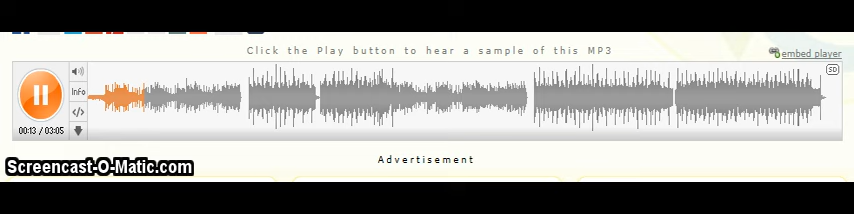 Click the Play button to hear a sample of this MP3
embed player
SD
Info
</>
00:13 / 03:05
Screencast-O-Matic.com
Advertisement